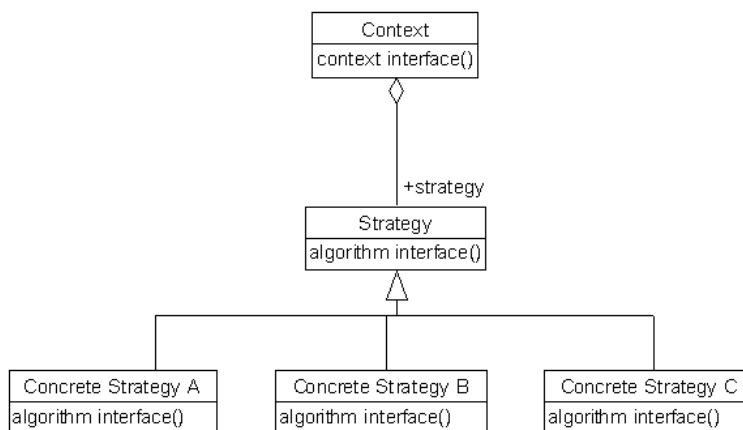 Context
context interface()
+strategy
Strategy
algorithm interface()
Concrete Strategy A
algorithm interface()
Concrete Strategy B
algorithm interface()
Concrete Strategy C
algorithm interface()